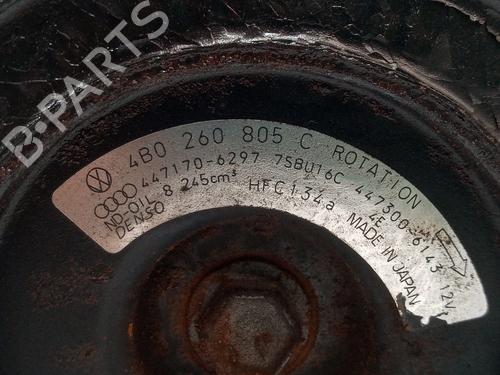 B-PARTS
4B0 260 805 C ROTATION
447170-6297 7SBU16C 447300-6143 12V
ND-OIL 8 245cm³ HFC134a 4E
DENSO MADE IN JAPAN